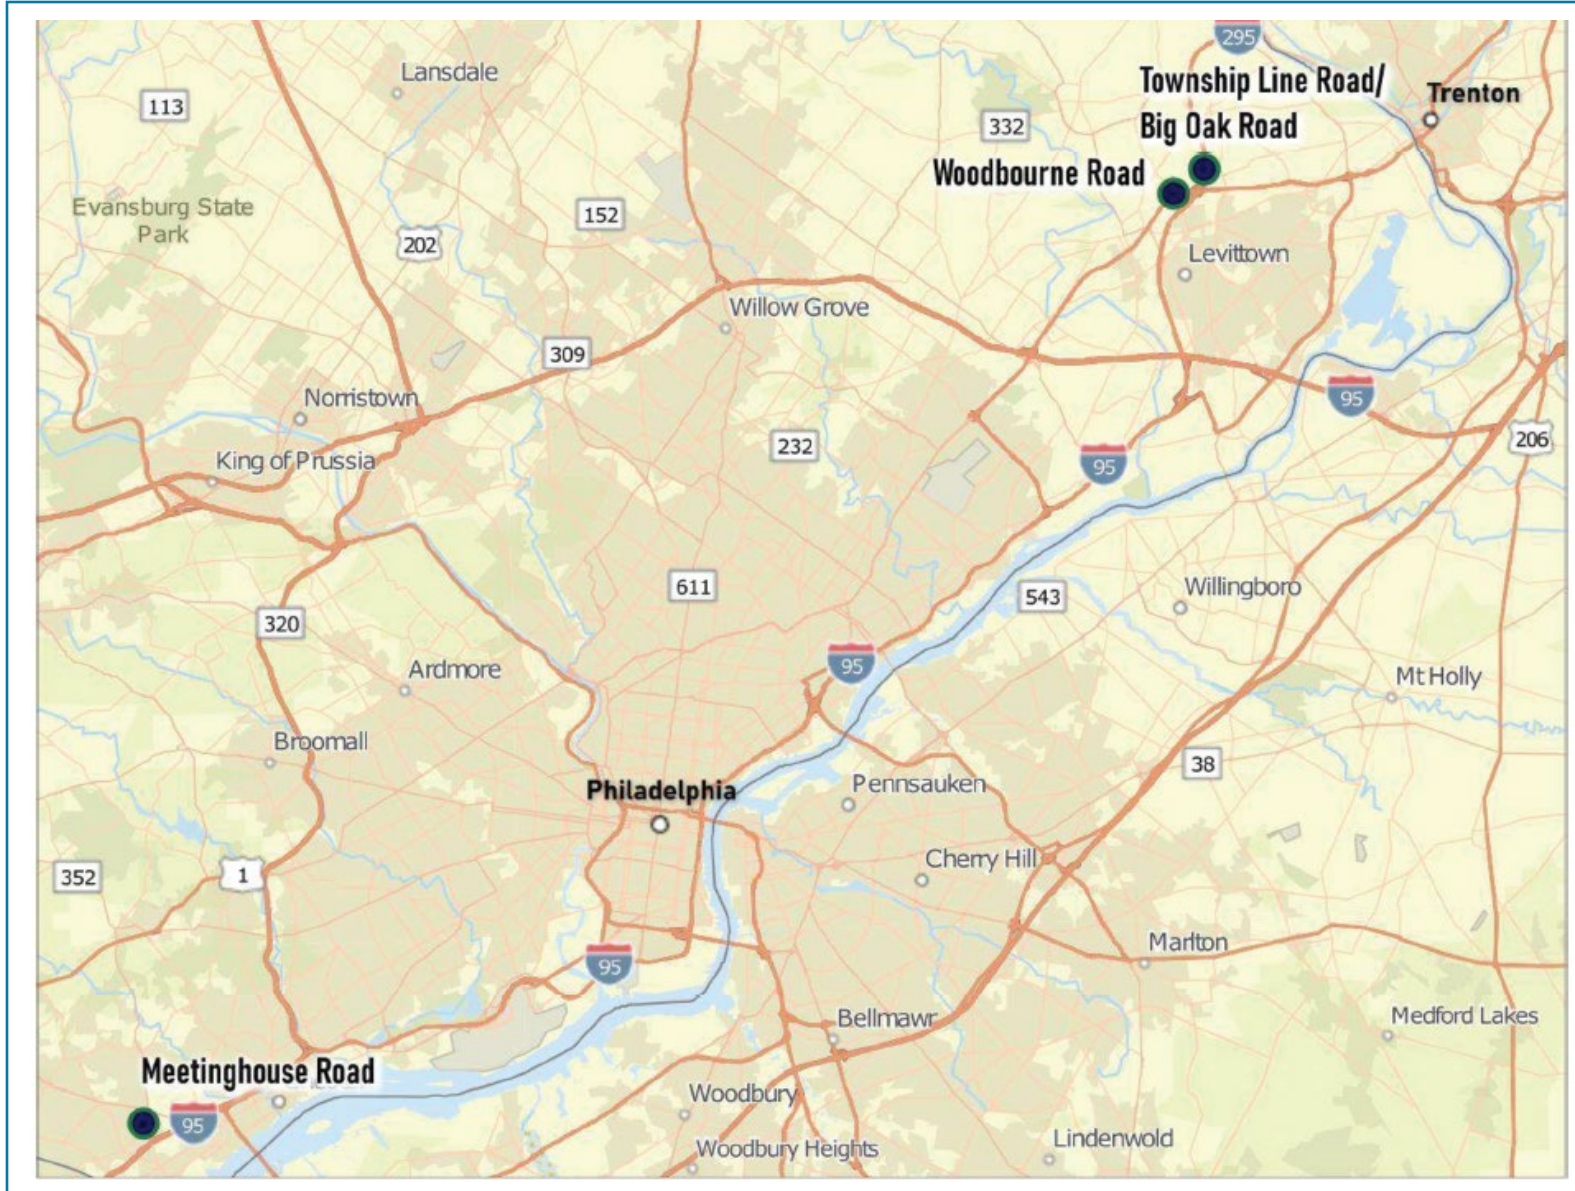 295
Lansdale
Township Line Road/
Big Oak Road
Trenton
113
332
Woodbourne Road
Evansburg State
Park
152
202
Levittown
Willow Grove
309
Norristown
95
King of Prussia
232
95
206
611
543
Willingboro
320
95
Ardmore
Mt Holly
Broomall
38
Philadelphia
Pennsauken
352
1
Cherry Hill
95
Marlton
Bellmawr
Medford Lakes
Meetinghouse Road
95
Woodbury
Woodbury Heights
Lindenwold